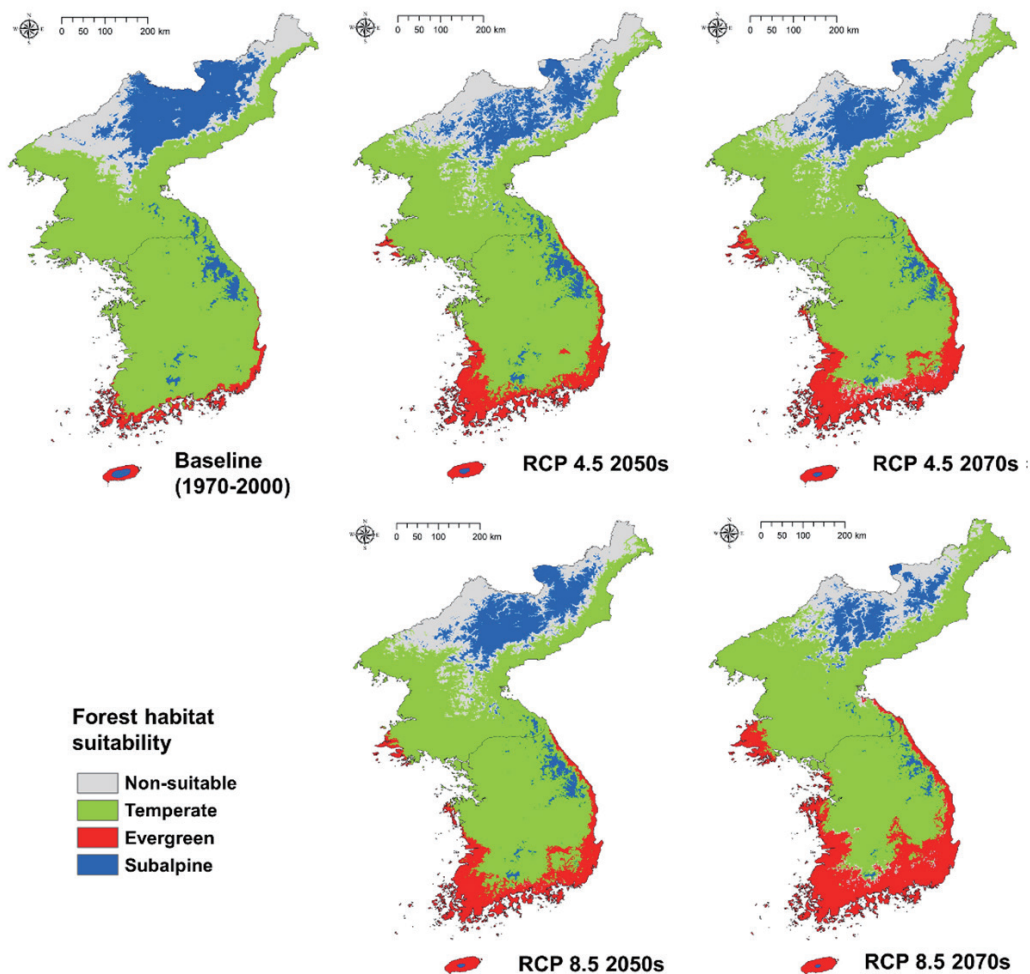 N
W E
S
0 50 100 200 km
N
W E
S
0 50 100 200 km
N
W E
S
0 50 100 200 km
Baseline
(1970-2000)
RCP 4.5 2050s
RCP 4.5 2070s :
N
W E
S
0 50 100 200 km
N
W E
S
0 50 100 200 km
Forest habitat
suitability
Non-suitable
Temperate
Evergreen
Subalpine
RCP 8.5 2050s
RCP 8.5 2070s